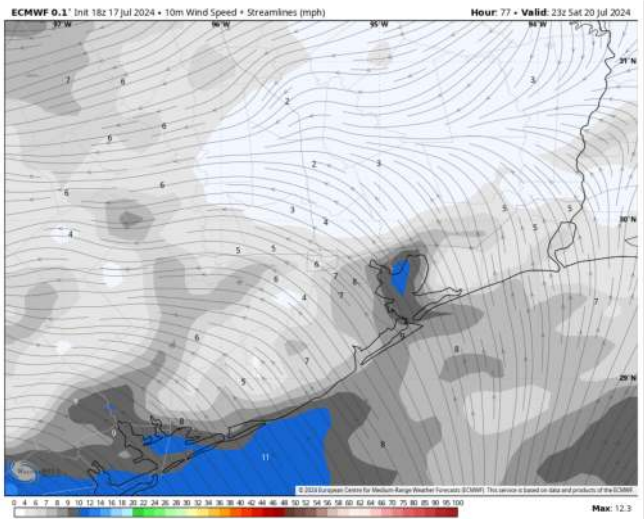 ECMWF 0.1° Init 18z 17 Jul 2024 • 10m Wind Speed + Streamlines (mph)
Hour: 77 • Valid: 23z Sat 20 Jul 2024
97°W 96°W 95°W 94°W
31°N
7 6 3
2
6
6
2 3
6 6
3 5 5
4 30°N
4 5
5 5
6 7 8
6
4 7 7
6 8
7
5 29°N
8
11
© 2024 European Centre for Medium-Range Weather Forecasts (ECMWF). This service is based on data and products of the ECMWF.
0 4 6 8 9 10 12 14 16 18 20 22 24 26 28 30 32 34 36 38 40 42 44 46 48 50 52 54 56 58 60 62 64 66 68 70 75 80 85 90 95 100
Max: 12.3